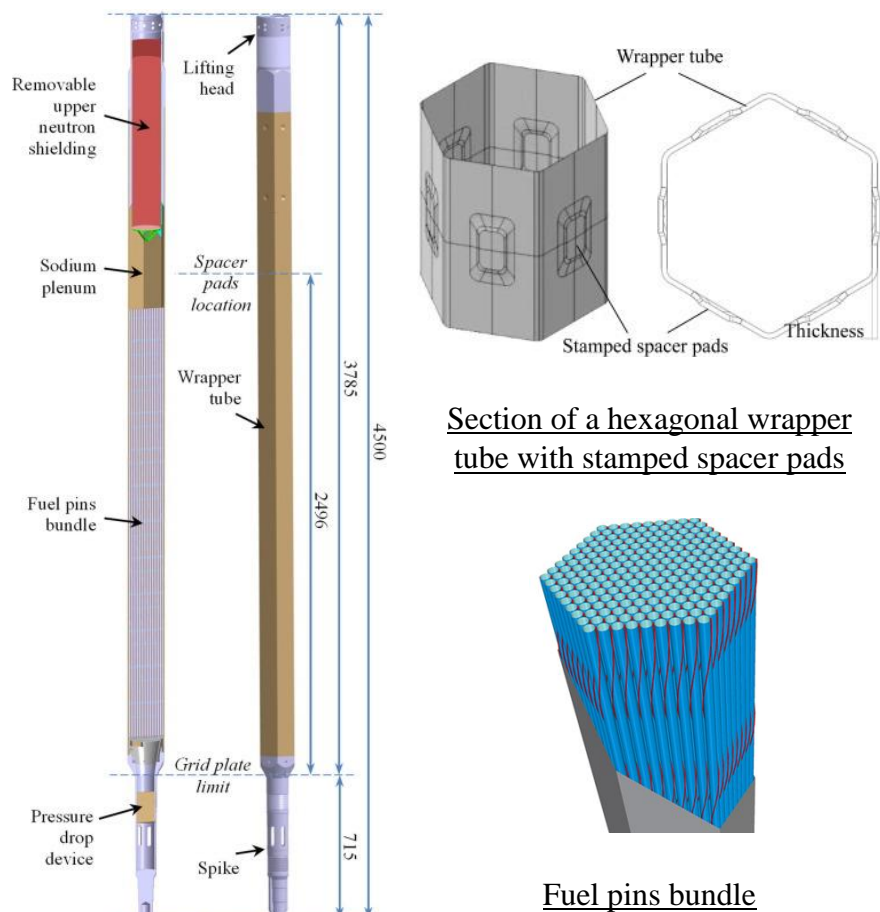 Lifting
head
Removable
upper
neutron
shielding
Sodium
plenum
Spacer
pads
location
Wrapper
tube
Fuel pins
bundle
Grid plate
limit
Pressure
drop
device
Spike
3785
4500
2496
715
Wrapper tube
Stamped spacer pads
Thickness
Section of a hexagonal wrapper
tube with stamped spacer pads
Fuel pins bundle